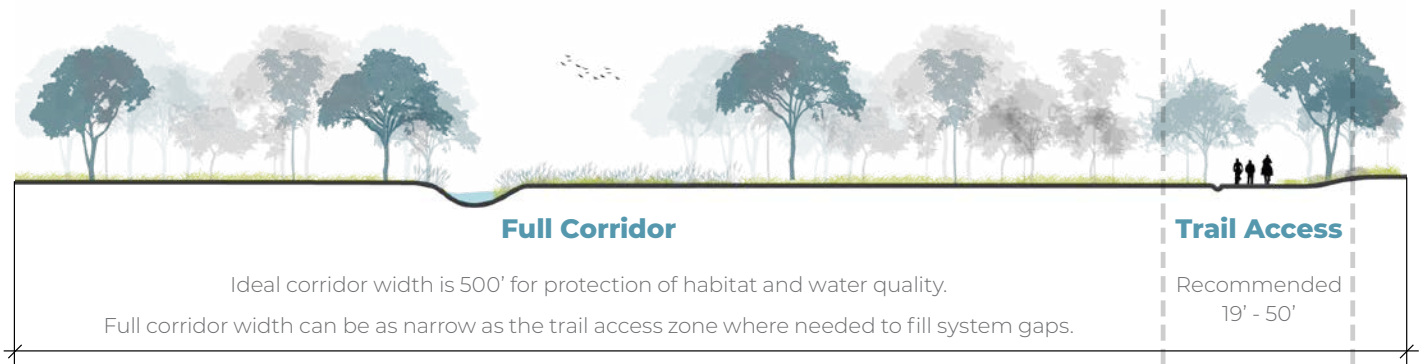 Full Corridor
Ideal corridor width is 500’ for protection of habitat and water quality.
Full corridor width can be as narrow as the trail access zone where needed to fill system gaps.
Trail Access
Recommended
19’ - 50’